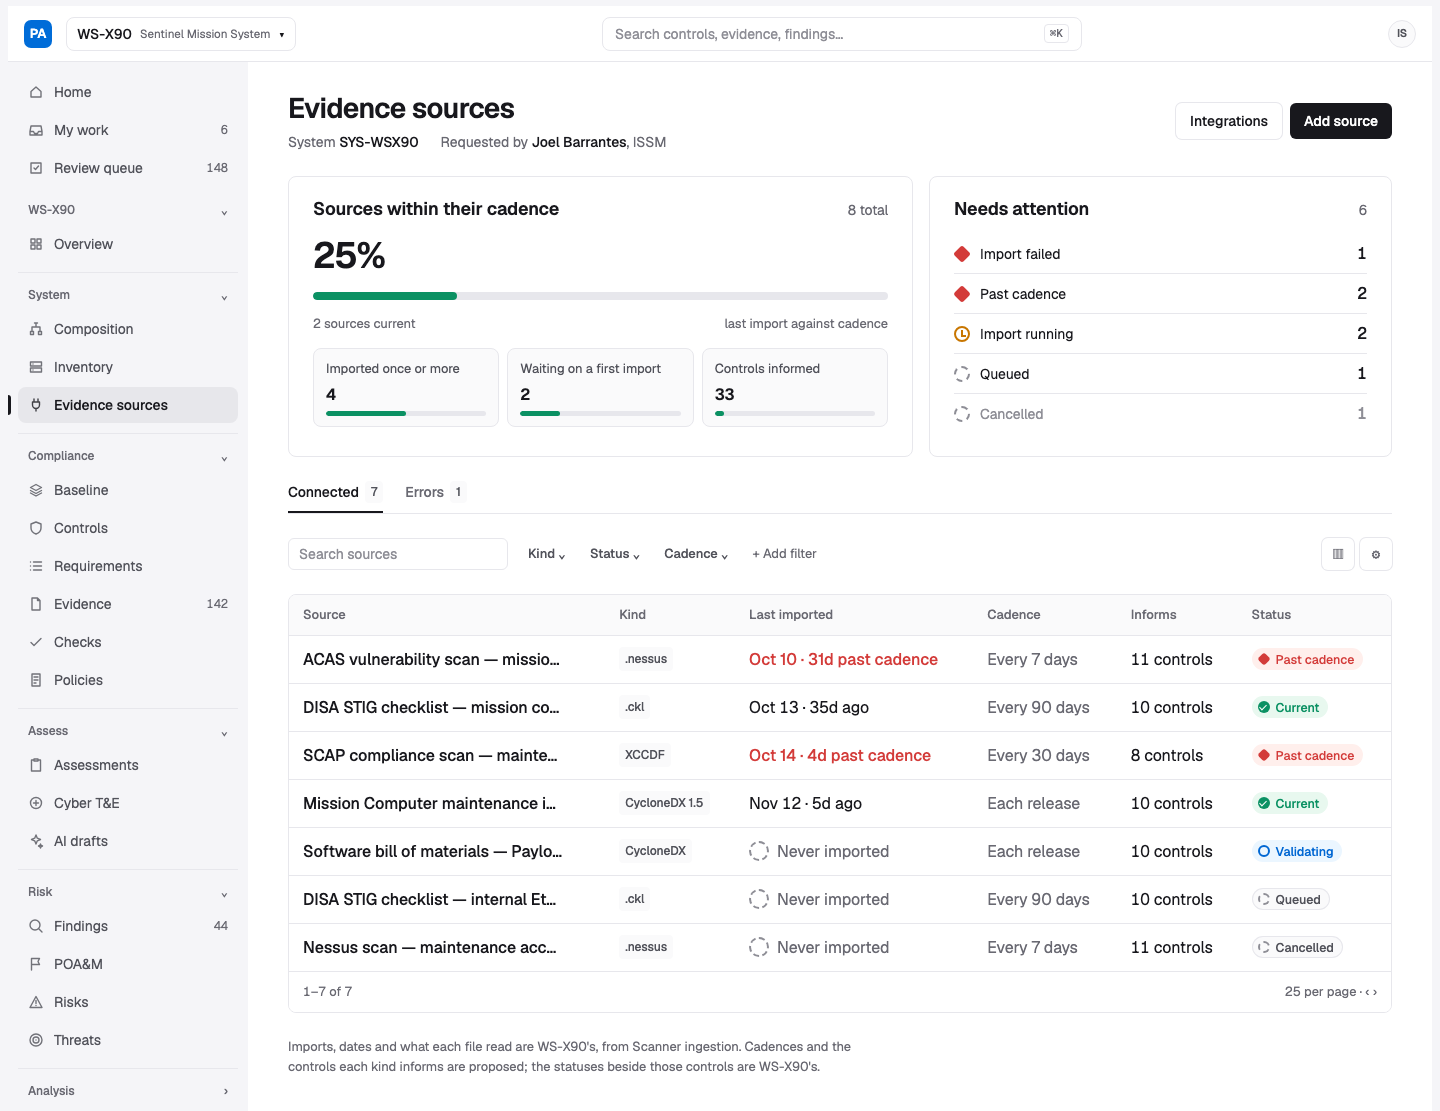 PA
WS-X90 Sentinel Mission System
Search controls, evidence, findings...
⌘K
IS
Home
My work 6
Review queue 148
WS-X90
Overview
System
Composition
Inventory
Evidence sources
Compliance
Baseline
Controls
Requirements
Evidence 142
Checks
Policies
Assess
Assessments
Cyber T&E
AI drafts
Risk
Findings 44
POA&M
Risks
Threats
Analysis
Evidence sources
System SYS-WSX90 Requested by Joel Barrantes, ISSM
Integrations
Add source
Sources within their cadence 8 total
25%
2 sources current last import against cadence
Imported once or more
4
Waiting on a first import
2
Controls informed
33
Needs attention 6
Import failed 1
Past cadence 2
Import running 2
Queued 1
Cancelled 1
Connected 7 Errors 1
Search sources Kind Status Cadence + Add filter
Source Kind Last imported Cadence Informs Status
ACAS vulnerability scan — missio... .nessus Oct 10 · 31d past cadence Every 7 days 11 controls Past cadence
DISA STIG checklist — mission co... .ckl Oct 13 · 35d ago Every 90 days 10 controls Current
SCAP compliance scan — mainte... XCCDF Oct 14 · 4d past cadence Every 30 days 8 controls Past cadence
Mission Computer maintenance i... CycloneDX 1.5 Nov 12 · 5d ago Each release 10 controls Current
Software bill of materials — Paylo... CycloneDX Never imported Each release 10 controls Validating
DISA STIG checklist — internal Et... .ckl Never imported Every 90 days 10 controls Queued
Nessus scan — maintenance acc... .nessus Never imported Every 7 days 11 controls Cancelled
1–7 of 7 25 per page · ‹ ›
Imports, dates and what each file read are WS-X90's, from Scanner ingestion. Cadences and the
controls each kind informs are proposed; the statuses beside those controls are WS-X90's.